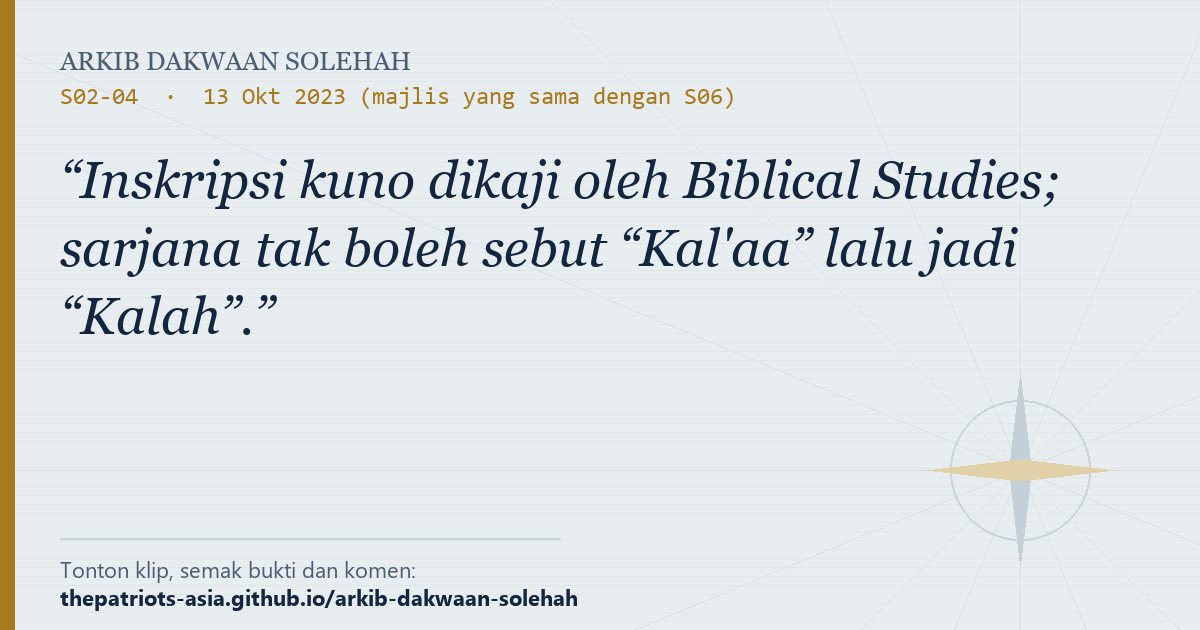 ARKIB DAKWAAN SOLEHAH
S02-04 · 13 Okt 2023 (majlis yang sama dengan S06)
“Inskripsi kuno dikaji oleh Biblical Studies;
sarjana tak boleh sebut “Kal'aa” lalu jadi
“Kalah”.”
Tonton klip, semak bukti dan komen:
thepatriots-asia.github.io/arkib-dakwaan-solehah